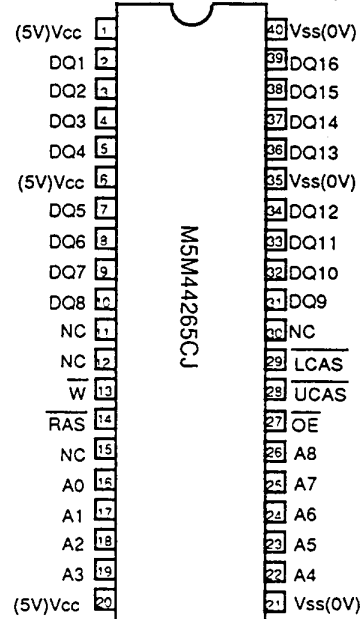 (5V)Vcc 1 40 Vss(0V)
DQ1 2 39 DQ16
DQ2 3 38 DQ15
DQ3 4 37 DQ14
DQ4 5 36 DQ13
(5V)Vcc 6 35 Vss(0V)
DQ5 7 34 DQ12
DQ6 8 33 DQ11
DQ7 9 32 DQ10
DQ8 10 31 DQ9
NC 11 30 NC
NC 12 29 L̅C̅A̅S̅
W̅ 13 28 U̅C̅A̅S̅
R̅A̅S̅ 14 27 O̅E̅
NC 15 26 A8
A0 16 25 A7
A1 17 24 A6
A2 18 23 A5
A3 19 22 A4
(5V)Vcc 20 21 Vss(0V)
M5M44265CJ